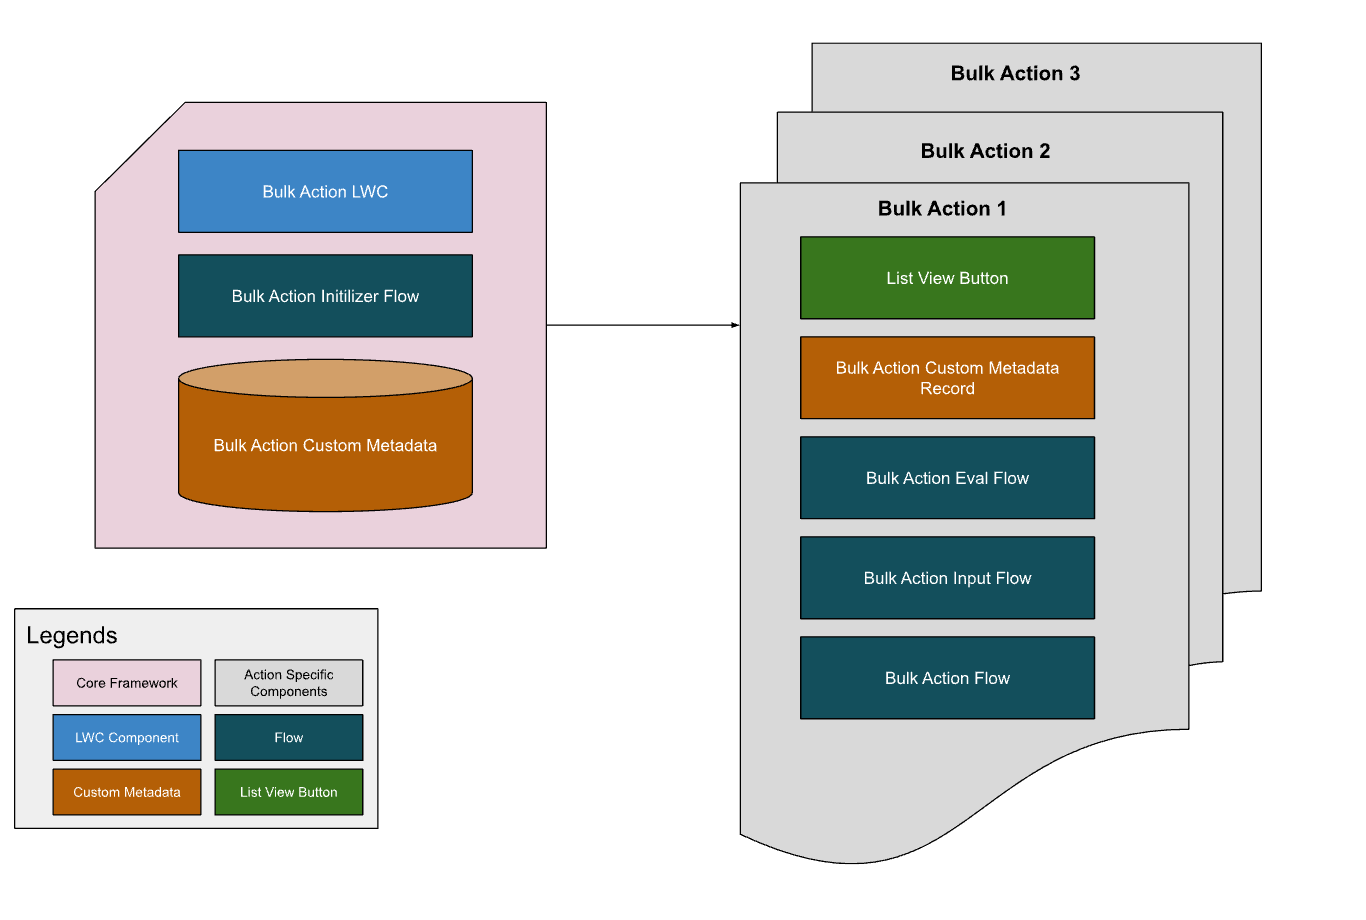 Bulk Action 3
Bulk Action 2
Bulk Action 1
Bulk Action LWC
Bulk Action Initilizer Flow
Bulk Action Custom Metadata
List View Button
Bulk Action Custom Metadata
Record
Bulk Action Eval Flow
Bulk Action Input Flow
Bulk Action Flow
Legends
Core Framework
Action Specific
Components
LWC Component
Flow
Custom Metadata
List View Button